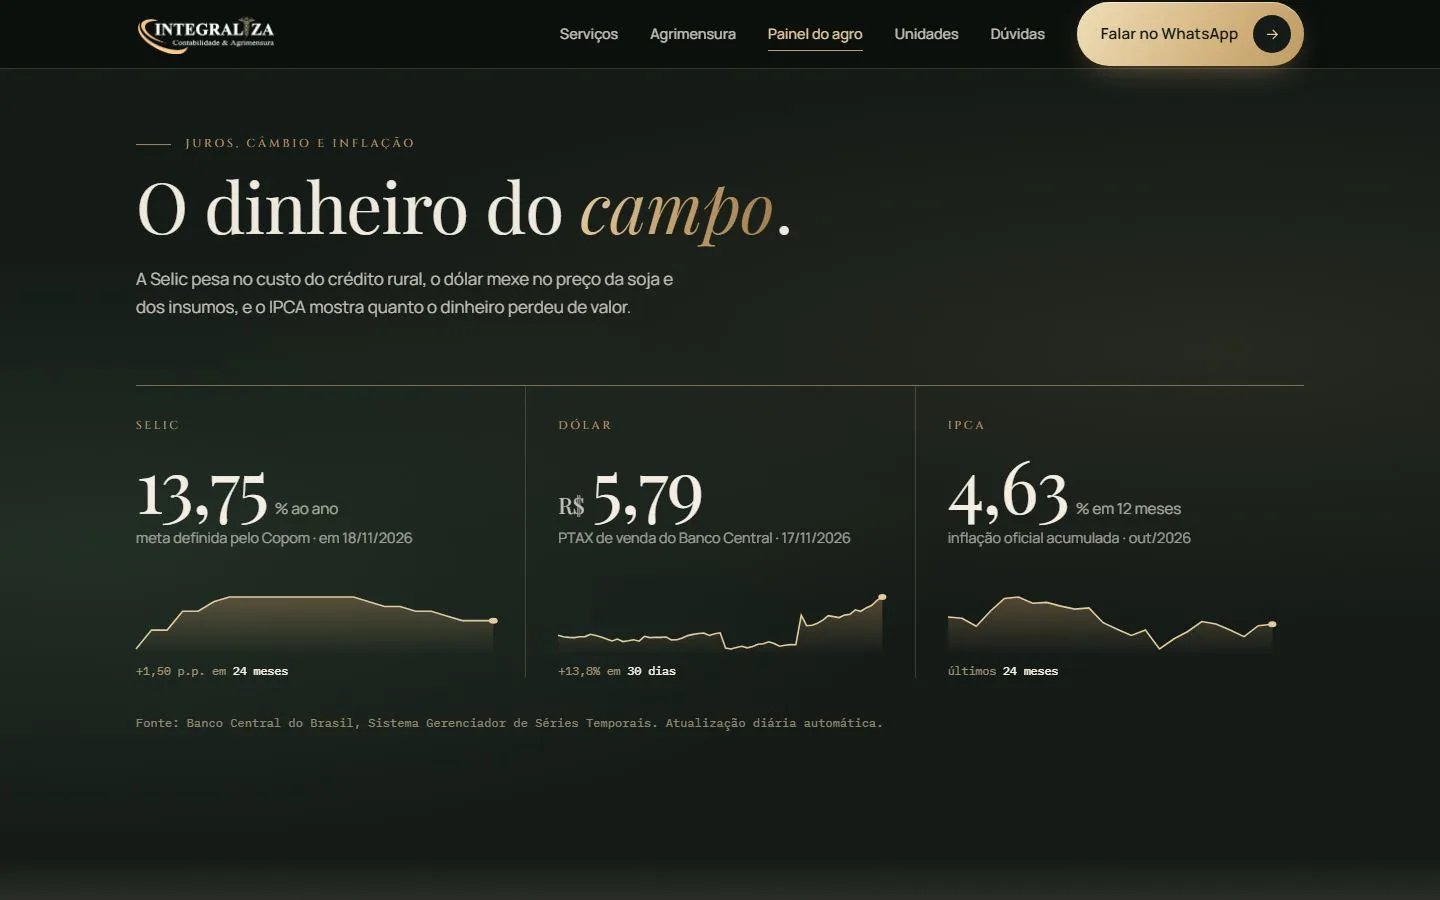 INTEGRALIZA
Contabilidade & Agrimensura
Serviços
Agrimensura
Painel do agro
Unidades
Dúvidas
Falar no WhatsApp
JUROS, CÂMBIO E INFLAÇÃO
O dinheiro do campo.
A Selic pesa no custo do crédito rural, o dólar mexe no preço da soja e
dos insumos, e o IPCA mostra quanto o dinheiro perdeu de valor.
SELIC
13,75 % ao ano
meta definida pelo Copom · em 18/11/2026
+1,50 p.p. em 24 meses
DÓLAR
R$ 5,79
PTAX de venda do Banco Central · 17/11/2026
+13,8% em 30 dias
IPCA
4,63 % em 12 meses
inflação oficial acumulada · out/2026
últimos 24 meses
Fonte: Banco Central do Brasil, Sistema Gerenciador de Séries Temporais. Atualização diária automática.